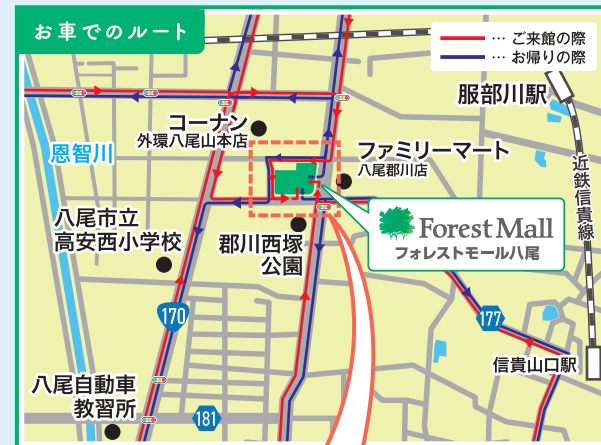 お車でのルート
… ご来館の際
… お帰りの際
服部川駅
コーナン
外環八尾山本店
恩智川
ファミリーマート
八尾郡川店
近鉄信貴線
八尾市立
高安西小学校
郡川西塚
公園
Forest Mall
フォレストモール八尾
170
177
信貴山口駅
八尾自動車
教習所
181